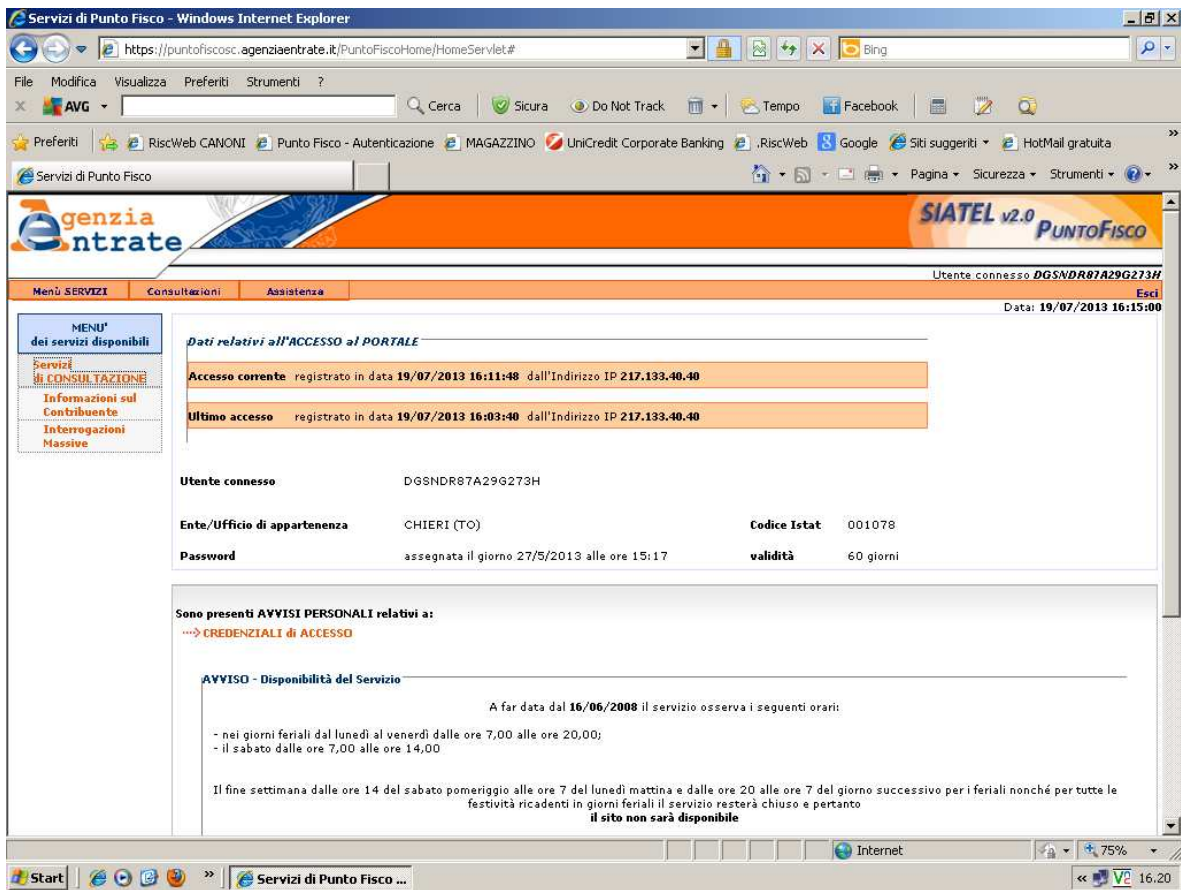 Servizi di Punto Fisco - Windows Internet Explorer
https://puntofiscosc.agenziaentrate.it/PuntoFiscoHome/HomeServlet#
Bing
File Modifica Visualizza Preferiti Strumenti ?
AVG Cerca Sicura Do Not Track Tempo Facebook
Preferiti RiscWeb CANONI Punto Fisco - Autenticazione MAGAZZINO UniCredit Corporate Banking .RiscWeb Google Siti suggeriti HotMail gratuita
Servizi di Punto Fisco Pagina Sicurezza Strumenti
Agenzia Entrate
SIATEL v2.0 PUNTOFISCO
Utente connesso DGSNDR87A29G273H
Menù SERVIZI Consultazioni Assistenza Esci
Data: 19/07/2013 16:15:00
MENU'
dei servizi disponibili
Servizi
di CONSULTAZIONE
Informazioni sul
Contribuente
Interrogazioni
Massive
Dati relativi all'ACCESSO al PORTALE
Accesso corrente registrato in data 19/07/2013 16:11:48 dall'Indirizzo IP 217.133.40.40
Ultimo accesso registrato in data 19/07/2013 16:03:40 dall'Indirizzo IP 217.133.40.40
Utente connesso DGSNDR87A29G273H
Ente/Ufficio di appartenenza CHIERI (TO) Codice Istat 001078
Password assegnata il giorno 27/5/2013 alle ore 15:17 validità 60 giorni
Sono presenti AVVISI PERSONALI relativi a:
CREDENZIALI di ACCESSO
AVVISO - Disponibilità del Servizio
A far data dal 16/06/2008 il servizio osserva i seguenti orari:
- nei giorni feriali dal lunedì al venerdì dalle ore 7,00 alle ore 20,00;
- il sabato dalle ore 7,00 alle ore 14,00
Il fine settimana dalle ore 14 del sabato pomeriggio alle ore 7 del lunedì mattina e dalle ore 20 alle ore 7 del giorno successivo per i feriali nonché per tutte le
festività ricadenti in giorni feriali il servizio resterà chiuso e pertanto
il sito non sarà disponibile
Internet 75%
Start Servizi di Punto Fisco ... 16.20